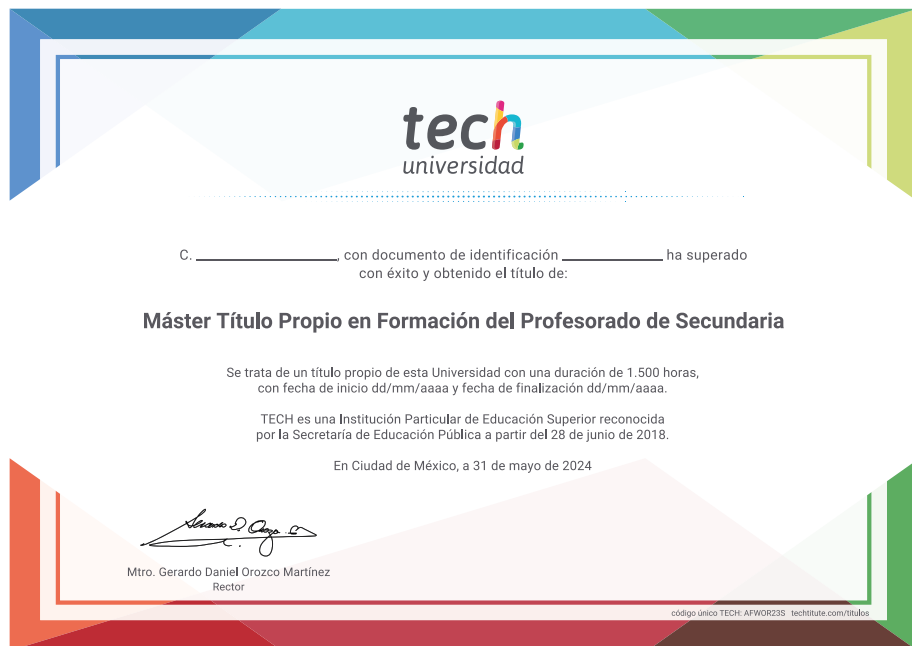 tech
universidad
C. ________________, con documento de identificación ____________ ha superado
con éxito y obtenido el título de:
Máster Título Propio en Formación del Profesorado de Secundaria
Se trata de un título propio de esta Universidad con una duración de 1.500 horas,
con fecha de inicio dd/mm/aaaa y fecha de finalización dd/mm/aaaa.
TECH es una Institución Particular de Educación Superior reconocida
por la Secretaría de Educación Pública a partir del 28 de junio de 2018.
En Ciudad de México, a 31 de mayo de 2024
Mtro. Gerardo Daniel Orozco Martínez
Rector
código único TECH: AFWOR23S techtitute.com/titulos